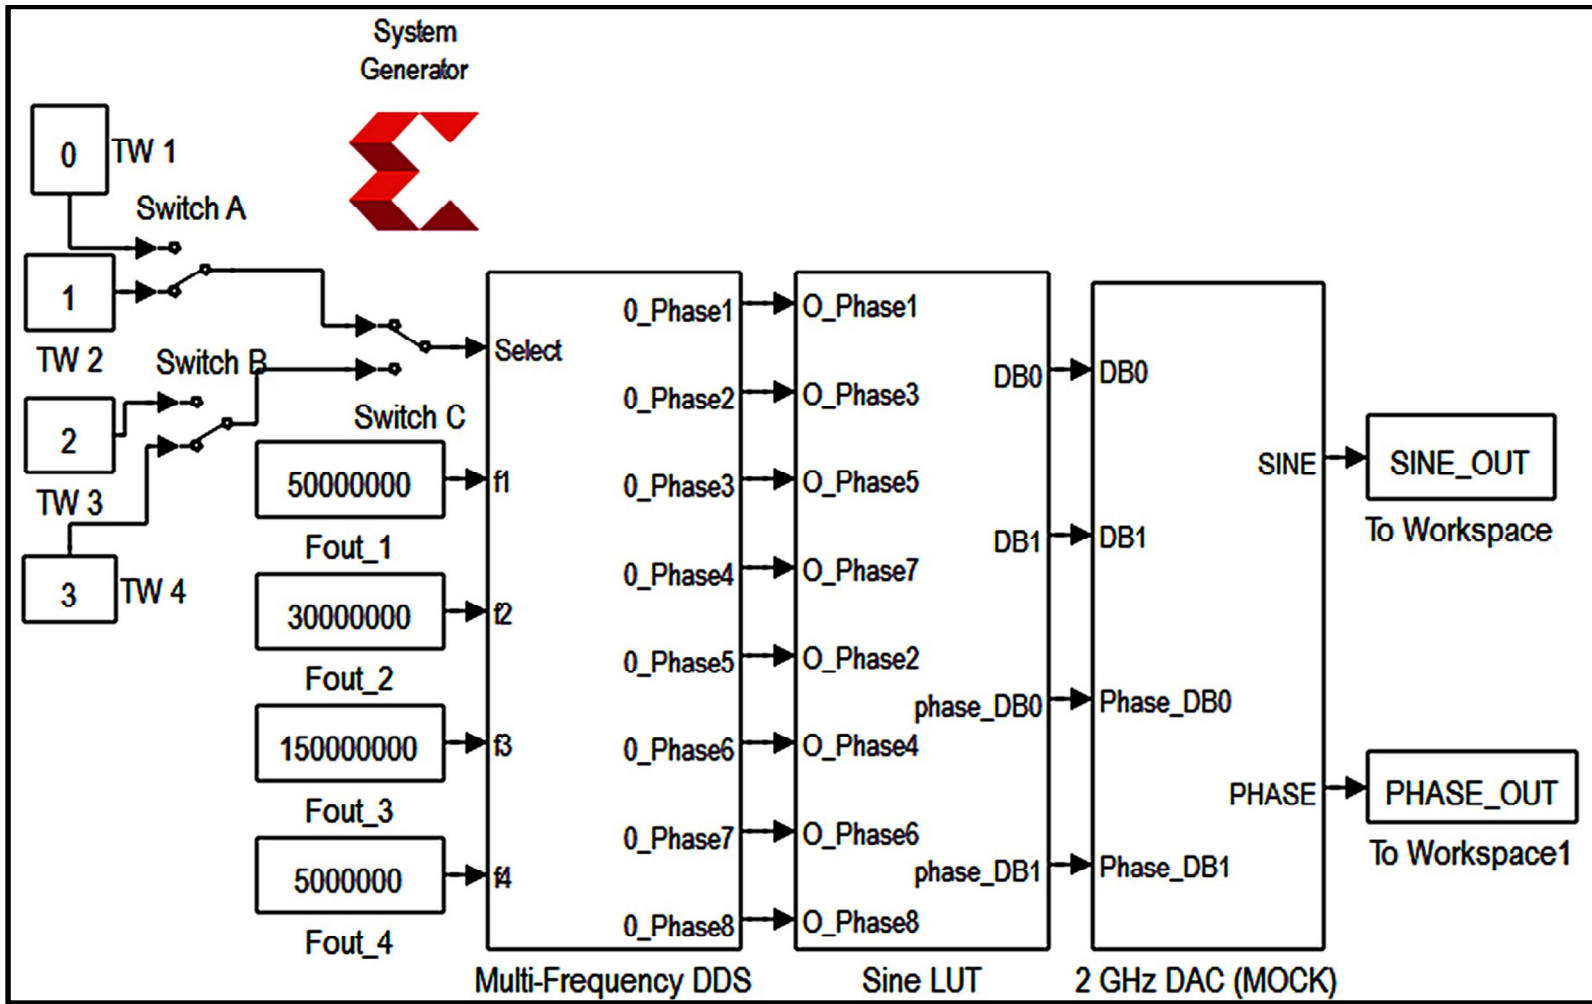 System
Generator
0
TW 1
Switch A
1
TW 2
Switch B
2
TW 3
3
TW 4
Switch C
50000000
Fout_1
30000000
Fout_2
150000000
Fout_3
5000000
Fout_4
Select
f1
f2
f3
f4
0_Phase1
0_Phase2
0_Phase3
0_Phase4
0_Phase5
0_Phase6
0_Phase7
0_Phase8
Multi-Frequency DDS
O_Phase1
O_Phase3
O_Phase5
O_Phase7
O_Phase2
O_Phase4
O_Phase6
O_Phase8
DB0
DB1
phase_DB0
phase_DB1
Sine LUT
DB0
DB1
Phase_DB0
Phase_DB1
SINE
PHASE
2 GHz DAC (MOCK)
SINE_OUT
To Workspace
PHASE_OUT
To Workspace1